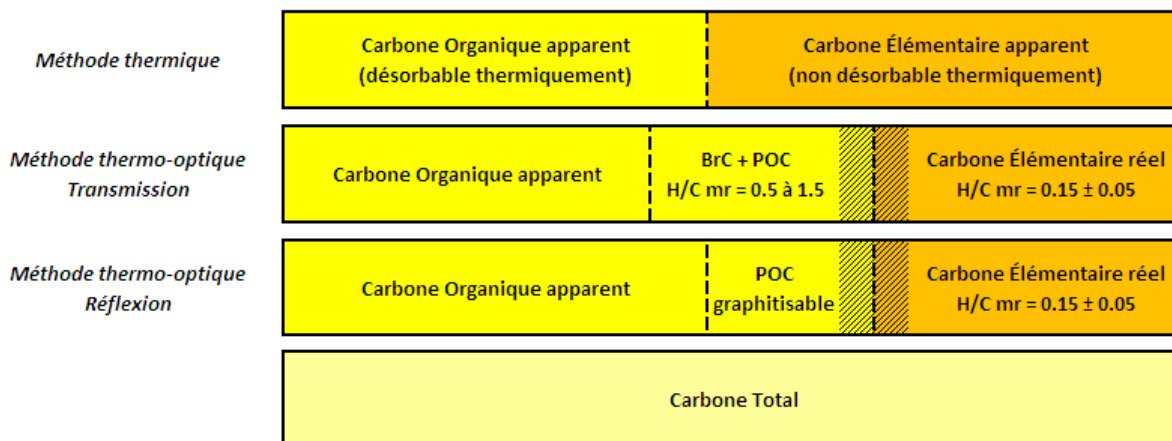 Méthode thermique
Carbone Organique apparent
(désorbable thermiquement)
Carbone Élémentaire apparent
(non désorbable thermiquement)
Méthode thermo-optique
Transmission
Carbone Organique apparent
BrC + POC
H/C mr = 0.5 à 1.5
Carbone Élémentaire réel
H/C mr = 0.15 ± 0.05
Méthode thermo-optique
Réflexion
Carbone Organique apparent
POC
graphitisable
Carbone Élémentaire réel
H/C mr = 0.15 ± 0.05
Carbone Total